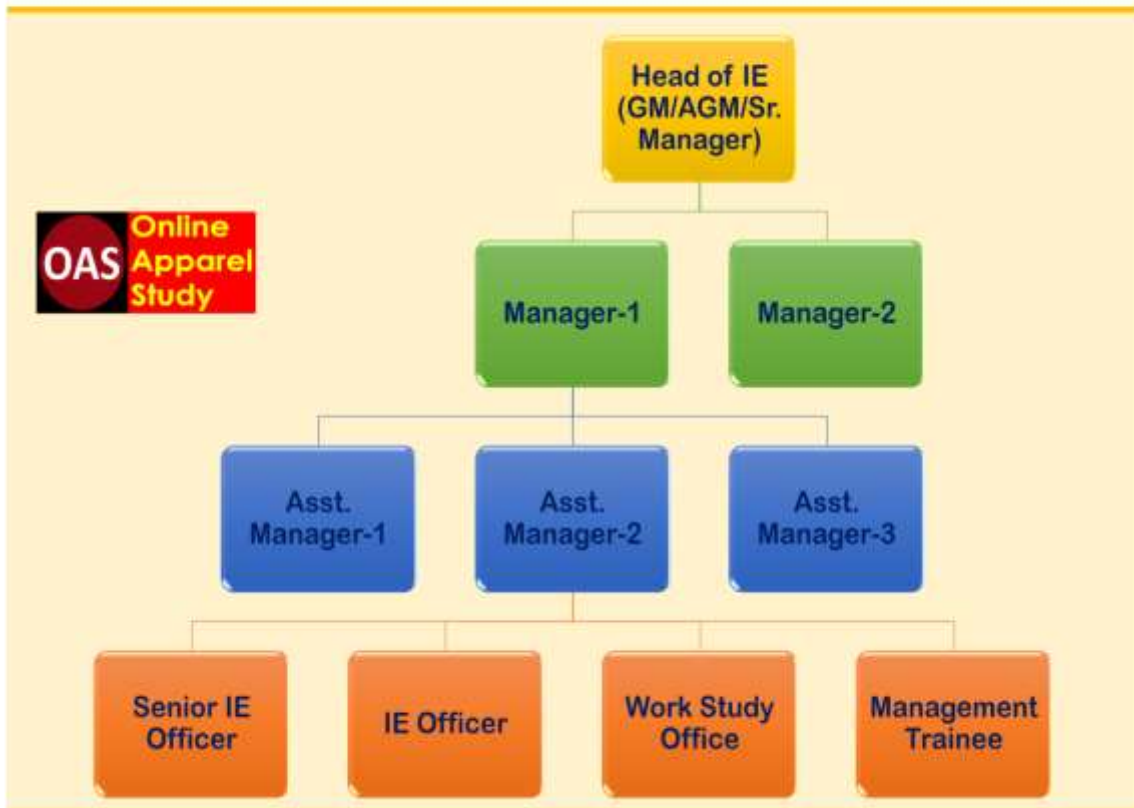 Head of IE
(GM/AGM/Sr.
Manager)
OAS
Online
Apparel
Study
Manager-1
Manager-2
Asst.
Manager-1
Asst.
Manager-2
Asst.
Manager-3
Senior IE
Officer
IE Officer
Work Study
Office
Management
Trainee